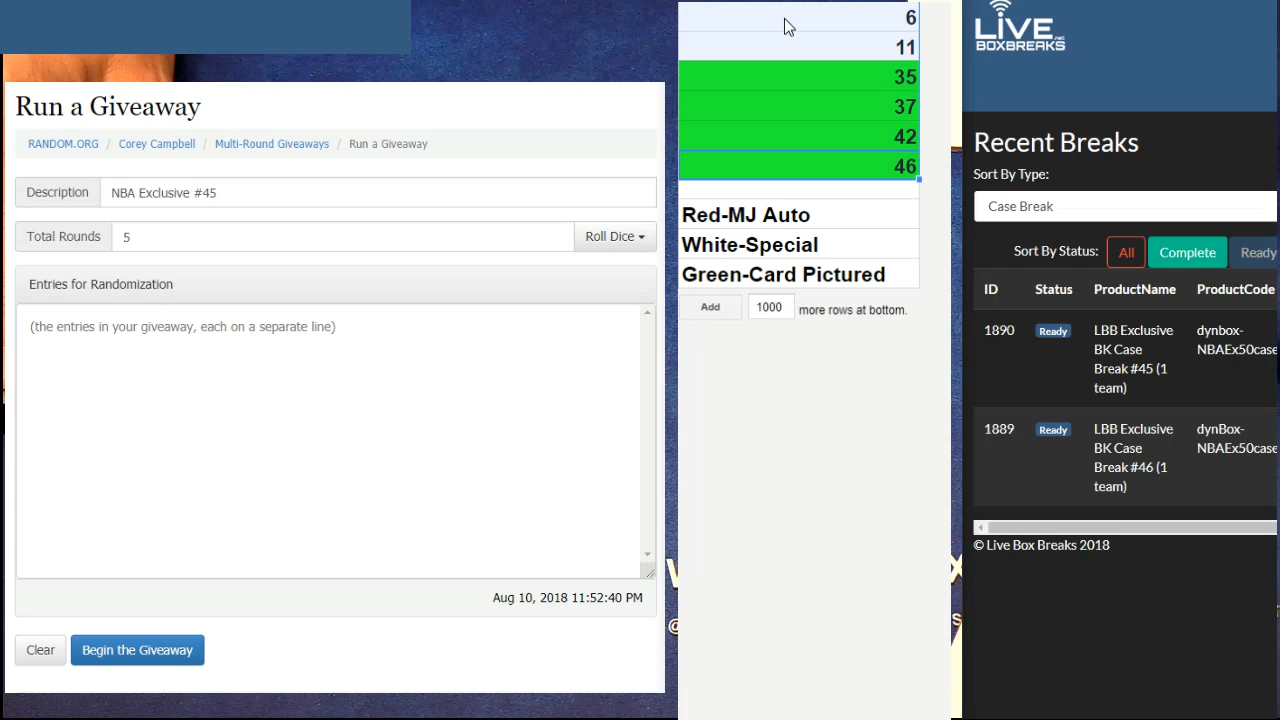 Run a Giveaway
RANDOM.ORG / Corey Campbell / Multi-Round Giveaways / Run a Giveaway
Description NBA Exclusive #45
Total Rounds 5 Roll Dice
Entries for Randomization
(the entries in your giveaway, each on a separate line)
Aug 10, 2018 11:52:40 PM
Clear Begin the Giveaway
6
11
35
37
42
46
Red-MJ Auto
White-Special
Green-Card Pictured
Add 1000 more rows at bottom.
LIVE
BOXBREAKS.net
Recent Breaks
Sort By Type:
Case Break
Sort By Status: All Complete Ready
ID Status ProductName ProductCode
1890 Ready LBB Exclusive dynbox-
BK Case NBAEx50case
Break #45 (1
team)
1889 Ready LBB Exclusive dynBox-
BK Case NBAEx50case
Break #46 (1
team)
© Live Box Breaks 2018